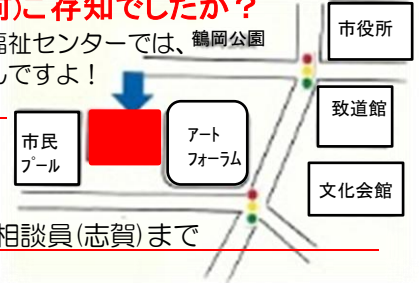 こ存知でしたか？
福祉センターでは、
鶴岡公園
んですよ！
市役所
致道館
市民
プール
アート
フォーラム
文化会館
相談員(志賀)まで